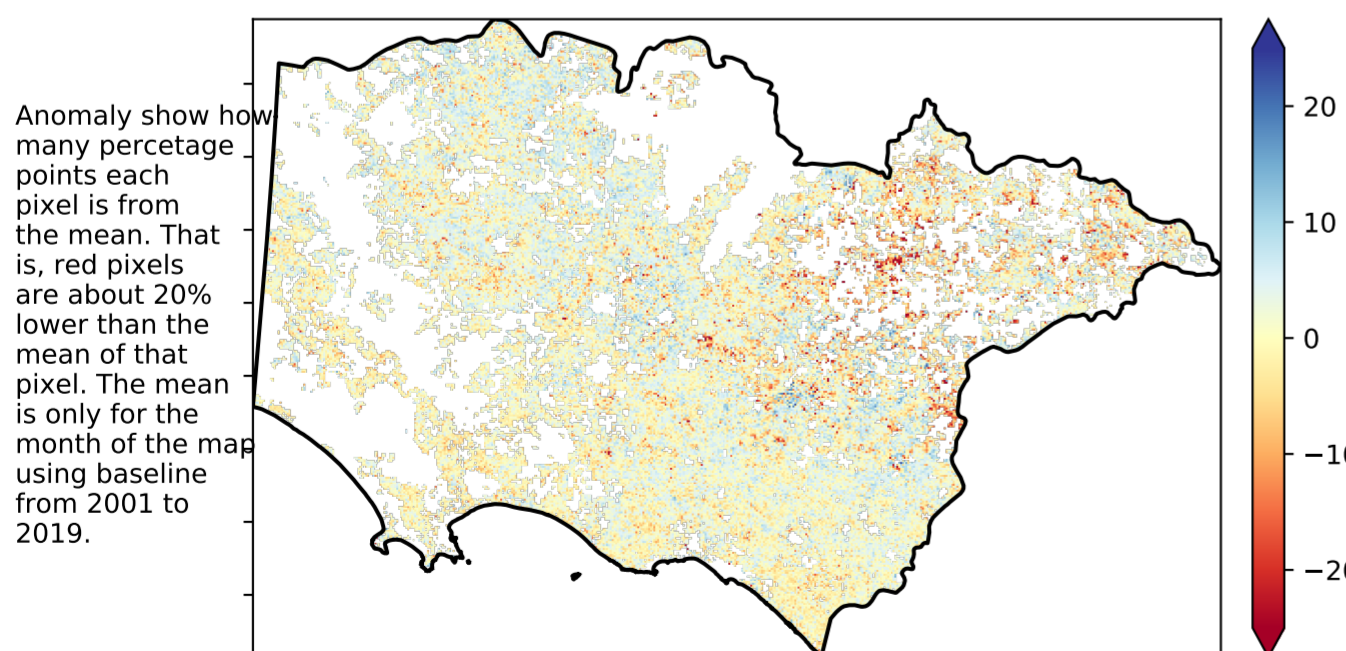 Anomaly show how
many percetage
points each
pixel is from
the mean. That
is, red pixels
are about 20%
lower than the
mean of that
pixel. The mean
is only for the
month of the map
using baseline
from 2001 to
2019.
20
10
0
−10
−20